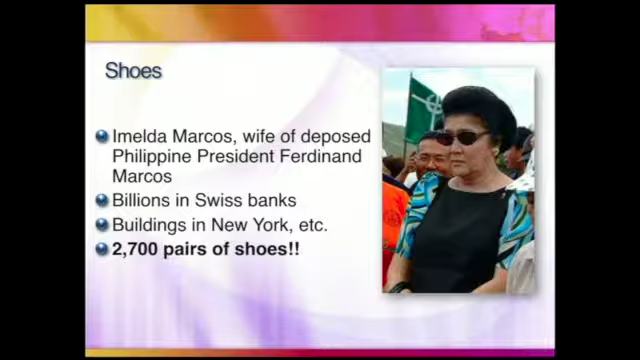 Shoes
Imelda Marcos, wife of deposed
Philippine President Ferdinand
Marcos
Billions in Swiss banks
Buildings in New York, etc.
2,700 pairs of shoes!!